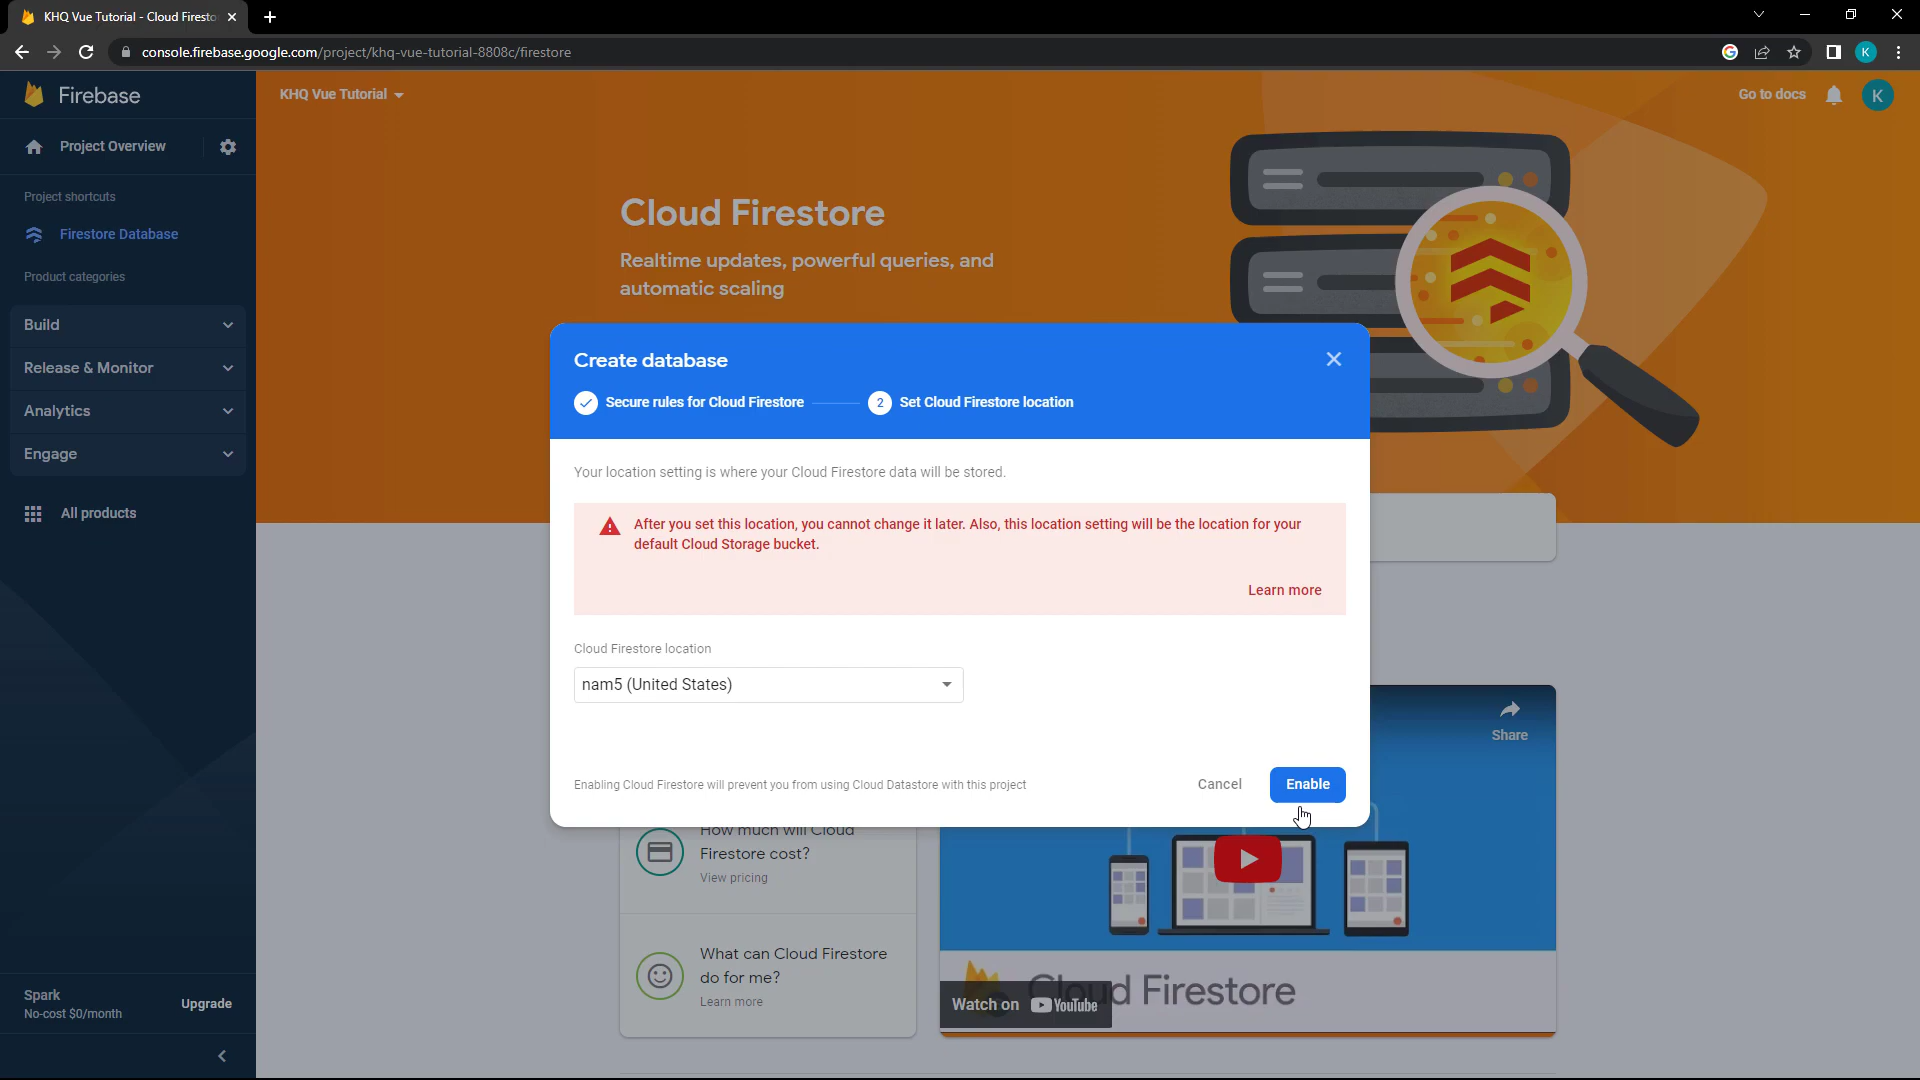 KHQ Vue Tutorial - Cloud Firesto
console.firebase.google.com/project/khq-vue-tutorial-8808c/firestore
K
Firebase
KHQ Vue Tutorial
Go to docs
K
Project Overview
Project shortcuts
Firestore Database
Product categories
Build
Release & Monitor
Analytics
Engage
All products
Spark
No-cost $0/month
Upgrade
Cloud Firestore
Realtime updates, powerful queries, and
automatic scaling
Create database
Secure rules for Cloud Firestore
2
Set Cloud Firestore location
Your location setting is where your Cloud Firestore data will be stored.
After you set this location, you cannot change it later. Also, this location setting will be the location for your
default Cloud Storage bucket.
Learn more
Cloud Firestore location
nam5 (United States)
Enabling Cloud Firestore will prevent you from using Cloud Datastore with this project
Cancel
Enable
How much will Cloud
Firestore cost?
View pricing
What can Cloud Firestore
do for me?
Learn more
Share
Cloud Firestore
Watch on YouTube